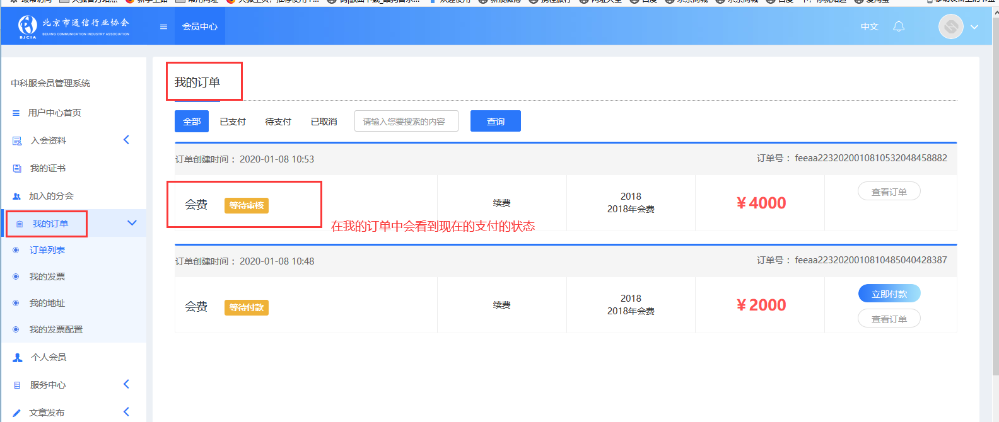 北京市通信行业协会
BEIJING COMMUNICATION INDUSTRY ASSOCIATION
BJCIA
会员中心
中文
中科服会员管理系统
用户中心首页
入会资料
我的证书
加入的分会
我的订单
订单列表
我的发票
我的地址
我的发票配置
个人会员
服务中心
文章发布
我的订单
全部
已支付
待支付
已取消
请输入您要搜索的内容
查询
订单创建时间： 2020-01-08 10:53
订单号： feeaa22320200108105320484588​82
会费
等待审核
续费
2018
2018年会费
¥4000
查看订单
在我的订单中会看到现在的支付的状态
订单创建时间： 2020-01-08 10:48
订单号： feeaa2232020010810485040428387
会费
等待付款
续费
2018
2018年会费
¥2000
立即付款
查看订单